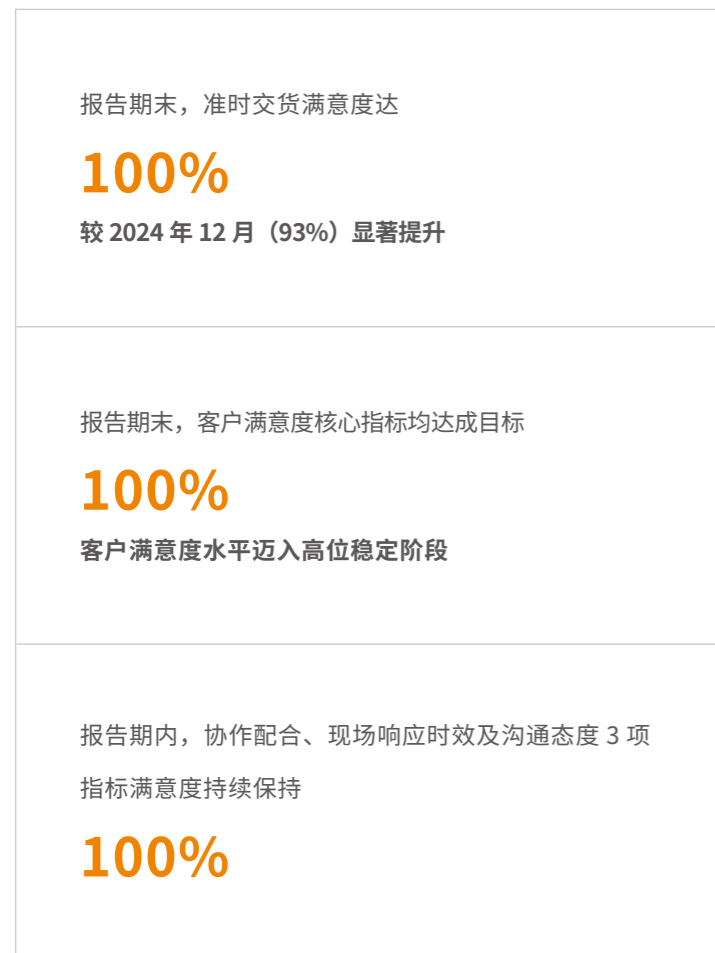 报告期末，准时交货满意度达
100%
较 2024 年 12 月（93%）显著提升
报告期末，客户满意度核心指标均达成目标
100%
客户满意度水平迈入高位稳定阶段
报告期内，协作配合、现场响应时效及沟通态度 3 项
指标满意度持续保持
100%